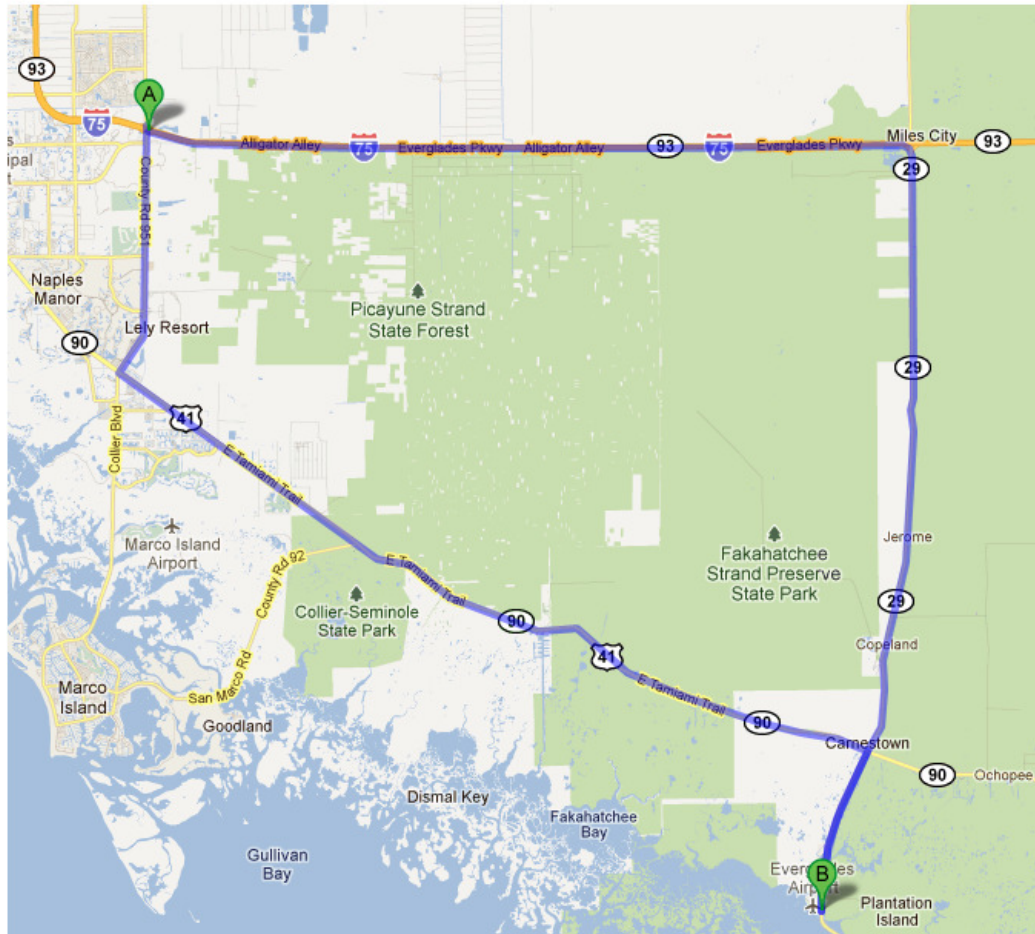 93
A
75
Alligator Alley
75
Everglades Pkwy
Alligator Alley
93
75
Everglades Pkwy
Miles City
93
29
County Rd 951
Naples
Manor
Lely Resort
90
Picayune Strand
State Forest
29
41
Collier Blvd
E Tamiami Trail
Marco Island
Airport
County Rd 92
E Tamiami Trail
Jerome
Fakahatchee
Strand Preserve
State Park
Collier-Seminole
State Park
90
29
Copeland
41
San Marco Rd
Marco
Island
E Tamiami Trail
Goodland
90
Carnestown
90
Ochopee
Dismal Key
Fakahatchee
Bay
Gullivan
Bay
B
Airport
Plantation
Island